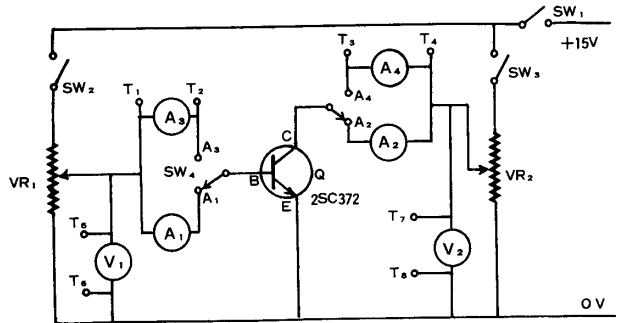 SW₁
+15V
T₃
T₄
A₄
SW₂
T₁
T₂
A₄
SW₃
A₃
A₂
A₃
C
A₂
SW₄
VR₁
B
Q
VR₂
A₁
E
2SC372
T₅
A₁
T₇
V₁
V₂
T₆
T₈
0V